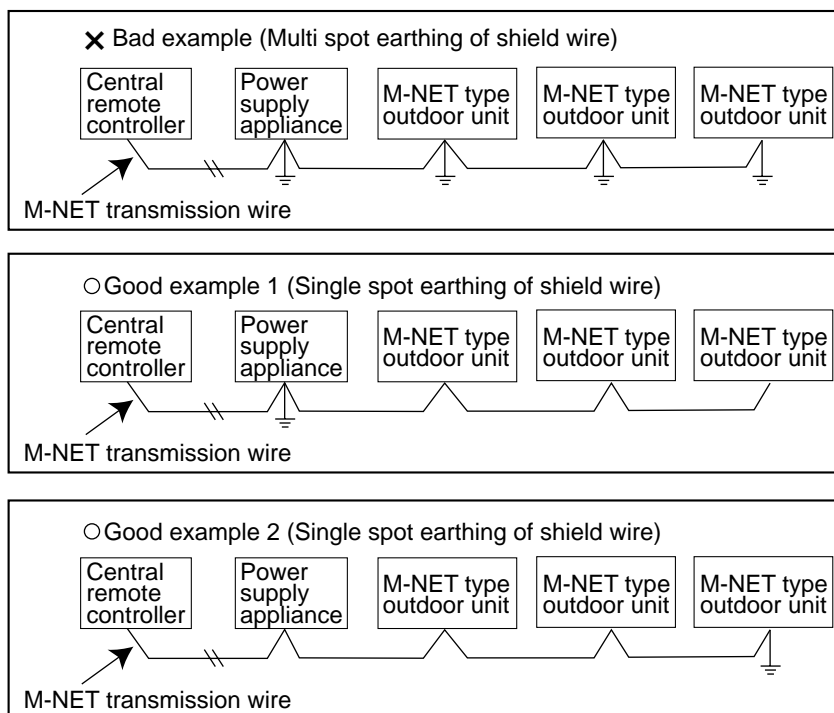 × Bad example (Multi spot earthing of shield wire)
Central
remote
controller
Power
supply
appliance
M-NET type
outdoor unit
M-NET type
outdoor unit
M-NET type
outdoor unit
M-NET transmission wire
○ Good example 1 (Single spot earthing of shield wire)
Central
remote
controller
Power
supply
appliance
M-NET type
outdoor unit
M-NET type
outdoor unit
M-NET type
outdoor unit
M-NET transmission wire
○ Good example 2 (Single spot earthing of shield wire)
Central
remote
controller
Power
supply
appliance
M-NET type
outdoor unit
M-NET type
outdoor unit
M-NET type
outdoor unit
M-NET transmission wire